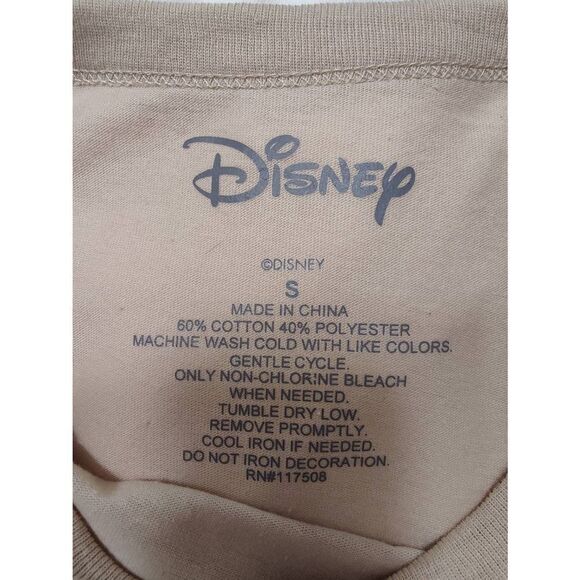 Disney
©DISNEY
S
MADE IN CHINA
60% COTTON 40% POLYESTER
MACHINE WASH COLD WITH LIKE COLORS.
GENTLE CYCLE.
ONLY NON-CHLORINE BLEACH
WHEN NEEDED.
TUMBLE DRY LOW.
REMOVE PROMPTLY.
COOL IRON IF NEEDED.
DO NOT IRON DECORATION.
RN#117508